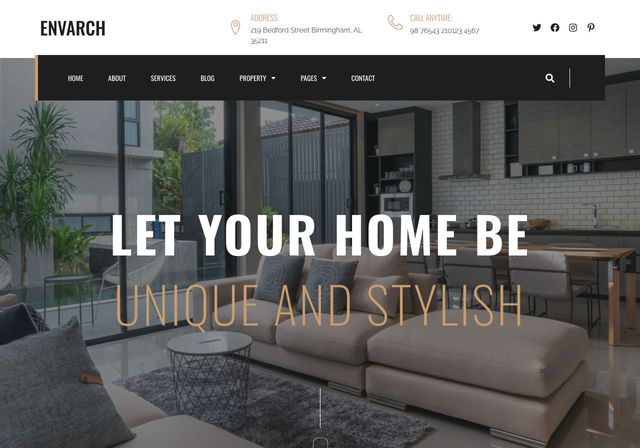 ENVARCH
ADDRESS:
219 Bedford Street Birmingham, AL
35211
CALL ANYTIME:
98 76543 210123 4567
HOME ABOUT SERVICES BLOG PROPERTY PAGES CONTACT
LET YOUR HOME BE
UNIQUE AND STYLISH